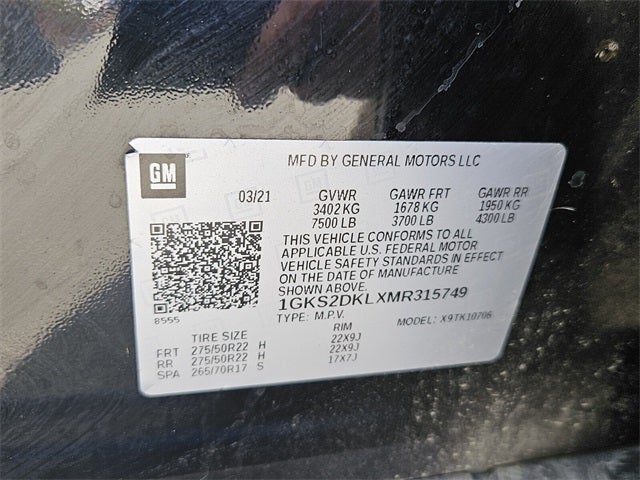 GM
MFD BY GENERAL MOTORS LLC
03/21 GVWR GAWR FRT GAWR RR
3402 KG 1678 KG 1950 KG
7500 LB 3700 LB 4300 LB
THIS VEHICLE CONFORMS TO ALL
APPLICABLE U.S. FEDERAL MOTOR
VEHICLE SAFETY STANDARDS IN EFFECT
ON THE DATE OF MANUFACTURE
SHOWN ABOVE.
1GKS2DKLXMR315749
TYPE: M.P.V. MODEL: X9TK10706
8555
TIRE SIZE RIM
FRT 275/50R22 H 22X9J
RR 275/50R22 H 22X9J
SPA 265/70R17 S 17X7J